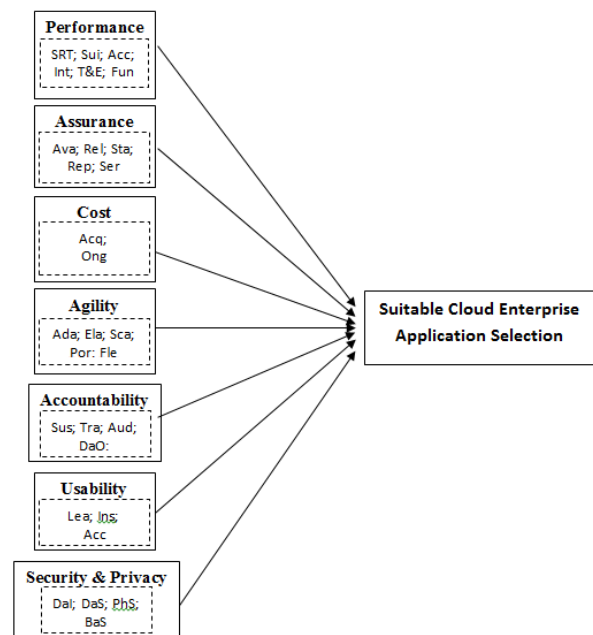 Performance
SRT; Sui; Acc;
Int; T&E; Fun
Assurance
Ava; Rel; Sta;
Rep; Ser
Cost
Acq;
Ong
Agility
Ada; Ela; Sca;
Por: Fle
Suitable Cloud Enterprise
Application Selection
Accountability
Sus; Tra; Aud;
DaO:
Usability
Lea; Ins;
Acc
Security & Privacy
DaI; DaS; PhS;
BaS